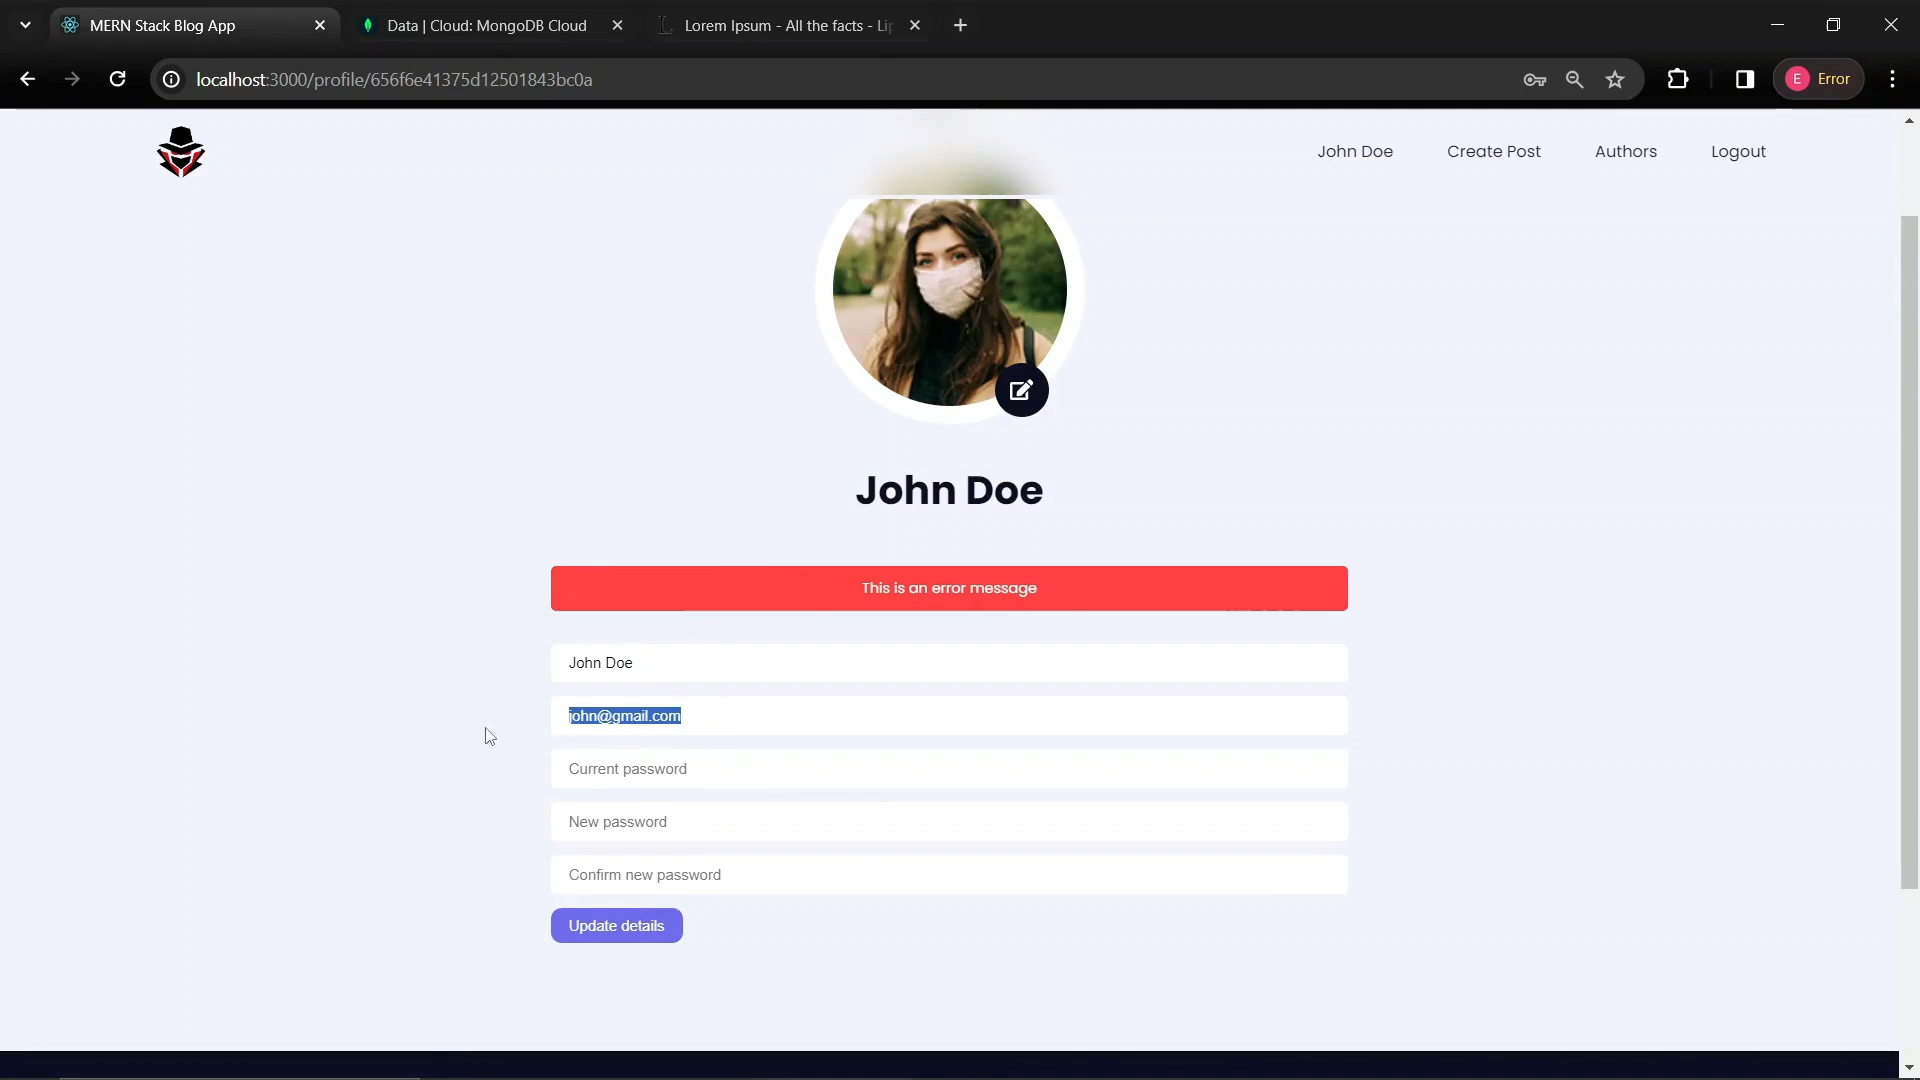 MERN Stack Blog App
Data | Cloud: MongoDB Cloud
Lorem Ipsum - All the facts - Lip
localhost:3000/profile/656f6e41375d12501843bc0a
E Error
John Doe
Create Post
Authors
Logout
John Doe
This is an error message
John Doe
john@gmail.com
Current password
New password
Confirm new password
Update details